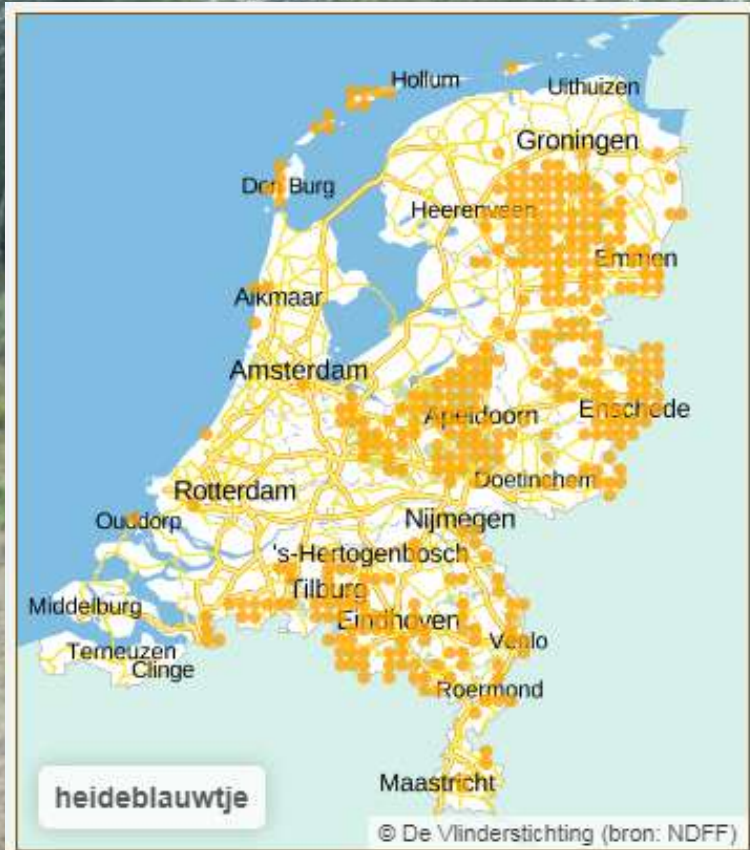 Hollum
Uithuizen
Groningen
Den Burg
Heerenveen
Emmen
Alkmaar
Amsterdam
Apeldoorn
Enschede
Doetinchem
Rotterdam
Nijmegen
Ouddorp
's-Hertogenbosch
Tilburg
Middelburg
Eindhoven
Venlo
Terneuzen
Clinge
Roermond
Maastricht
heideblauwtje
© De Vlinderstichting (bron: NDFF)